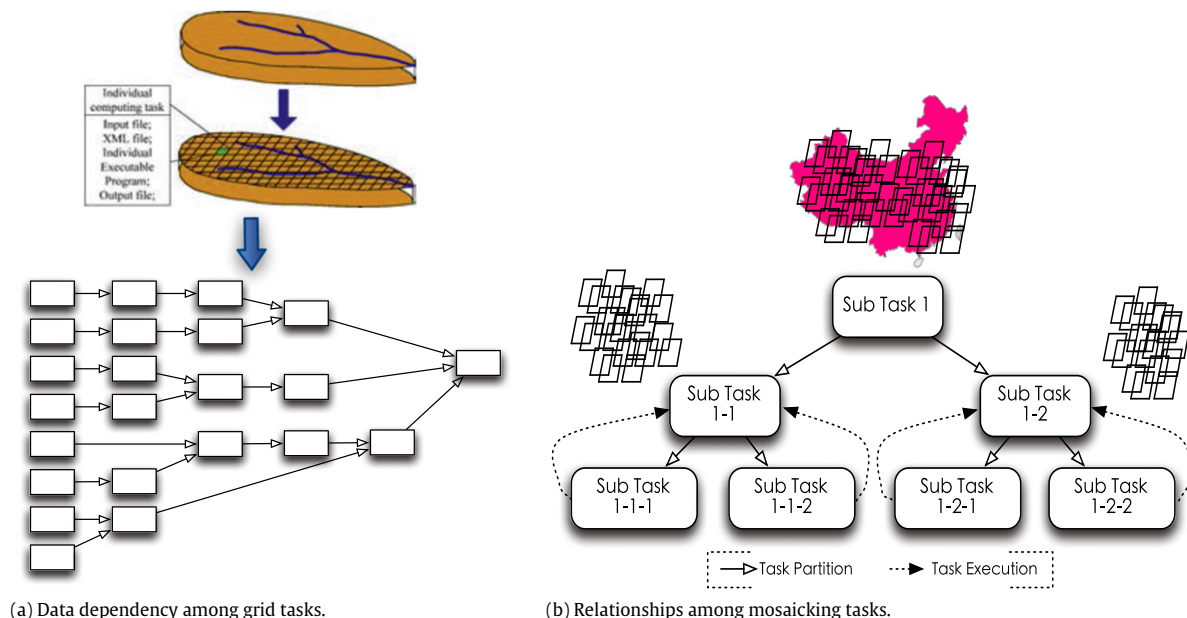 Individual
computing task
Input file;
XML file;
Individual
Executable
Program;
Output file;
(a) Data dependency among grid tasks.
Sub Task 1
Sub Task
1-1
Sub Task
1-2
Sub Task
1-1-1
Sub Task
1-1-2
Sub Task
1-2-1
Sub Task
1-2-2
Task Partition
Task Execution
(b) Relationships among mosaicking tasks.